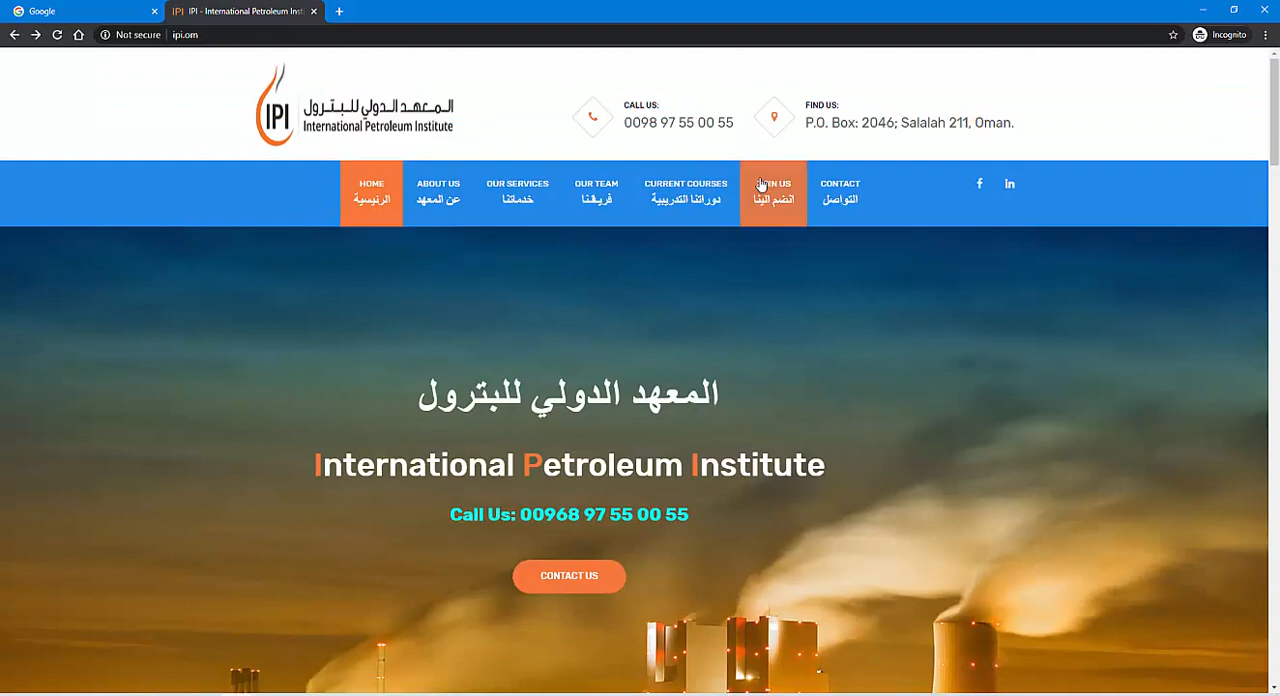 Google
IPI IPI - International Petroleum Inst
Not secure ipi.om
Incognito
IPI
المعهد الدولي للبترول
International Petroleum Institute
CALL US:
0098 97 55 00 55
FIND US:
P.O. Box: 2046; Salalah 211, Oman.
HOME
الرئيسية
ABOUT US
عن المعهد
OUR SERVICES
خدماتنا
OUR TEAM
فريقنا
CURRENT COURSES
دوراتنا التدريبية
US
انضم الينا
CONTACT
التواصل
f
in
المعهد الدولي للبترول
International Petroleum Institute
Call Us: 00968 97 55 00 55
CONTACT US